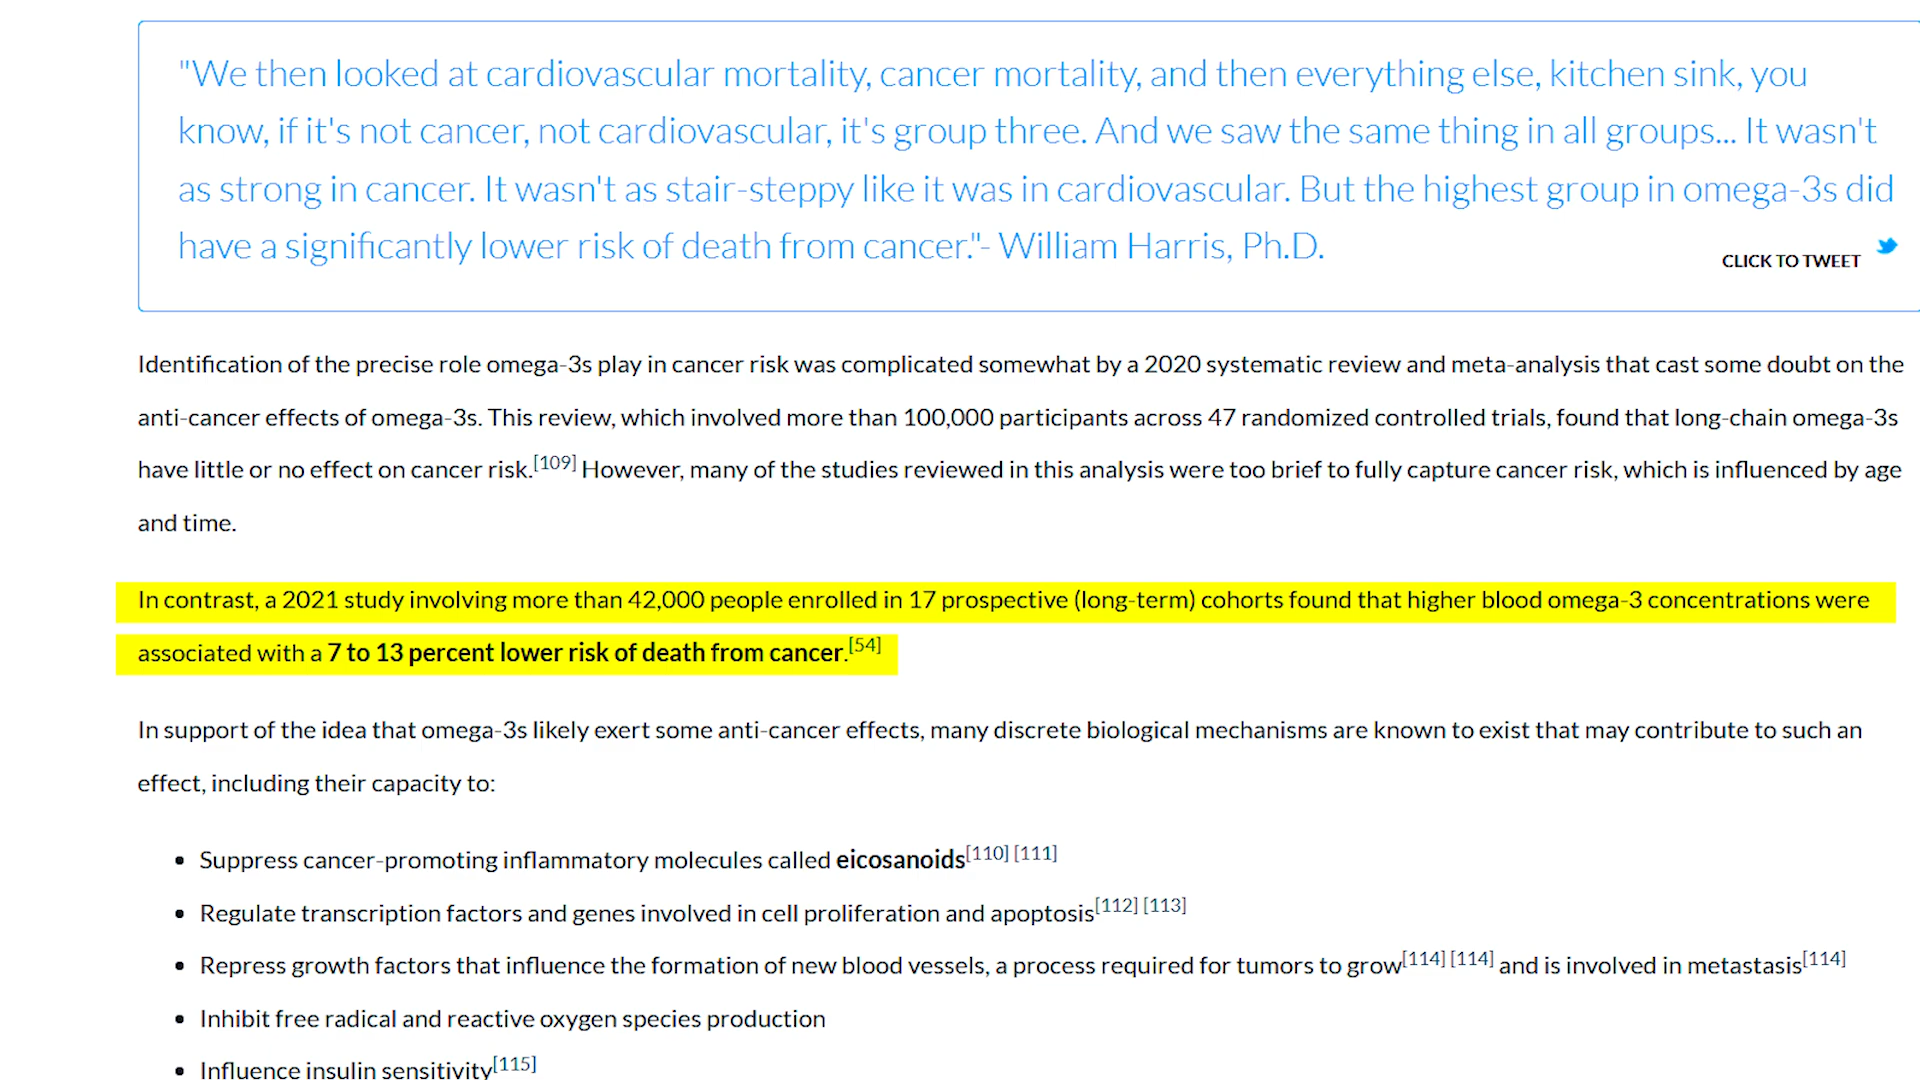 "We then looked at cardiovascular mortality, cancer mortality, and then everything else, kitchen sink, you
know, if it's not cancer, not cardiovascular, it's group three. And we saw the same thing in all groups... It wasn't
as strong in cancer. It wasn't as stair-steppy like it was in cardiovascular. But the highest group in omega-3s did
have a significantly lower risk of death from cancer."- William Harris, Ph.D.
CLICK TO TWEET
Identification of the precise role omega-3s play in cancer risk was complicated somewhat by a 2020 systematic review and meta-analysis that cast some doubt on the
anti-cancer effects of omega-3s. This review, which involved more than 100,000 participants across 47 randomized controlled trials, found that long-chain omega-3s
have little or no effect on cancer risk.[109] However, many of the studies reviewed in this analysis were too brief to fully capture cancer risk, which is influenced by age
and time.
In contrast, a 2021 study involving more than 42,000 people enrolled in 17 prospective (long-term) cohorts found that higher blood omega-3 concentrations were
associated with a 7 to 13 percent lower risk of death from cancer.[54]
In support of the idea that omega-3s likely exert some anti-cancer effects, many discrete biological mechanisms are known to exist that may contribute to such an
effect, including their capacity to:
• Suppress cancer-promoting inflammatory molecules called eicosanoids[110] [111]
• Regulate transcription factors and genes involved in cell proliferation and apoptosis[112] [113]
• Repress growth factors that influence the formation of new blood vessels, a process required for tumors to grow[114] [114] and is involved in metastasis[114]
• Inhibit free radical and reactive oxygen species production
• Influence insulin sensitivity[115]